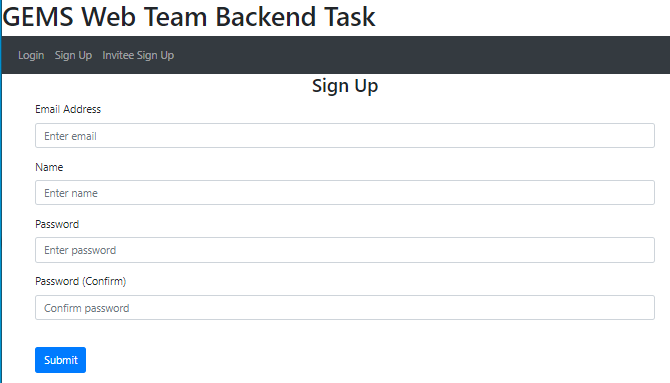 GEMS Web Team Backend Task
Login Sign Up Invitee Sign Up
Sign Up
Email Address
Enter email
Name
Enter name
Password
Enter password
Password (Confirm)
Confirm password
Submit